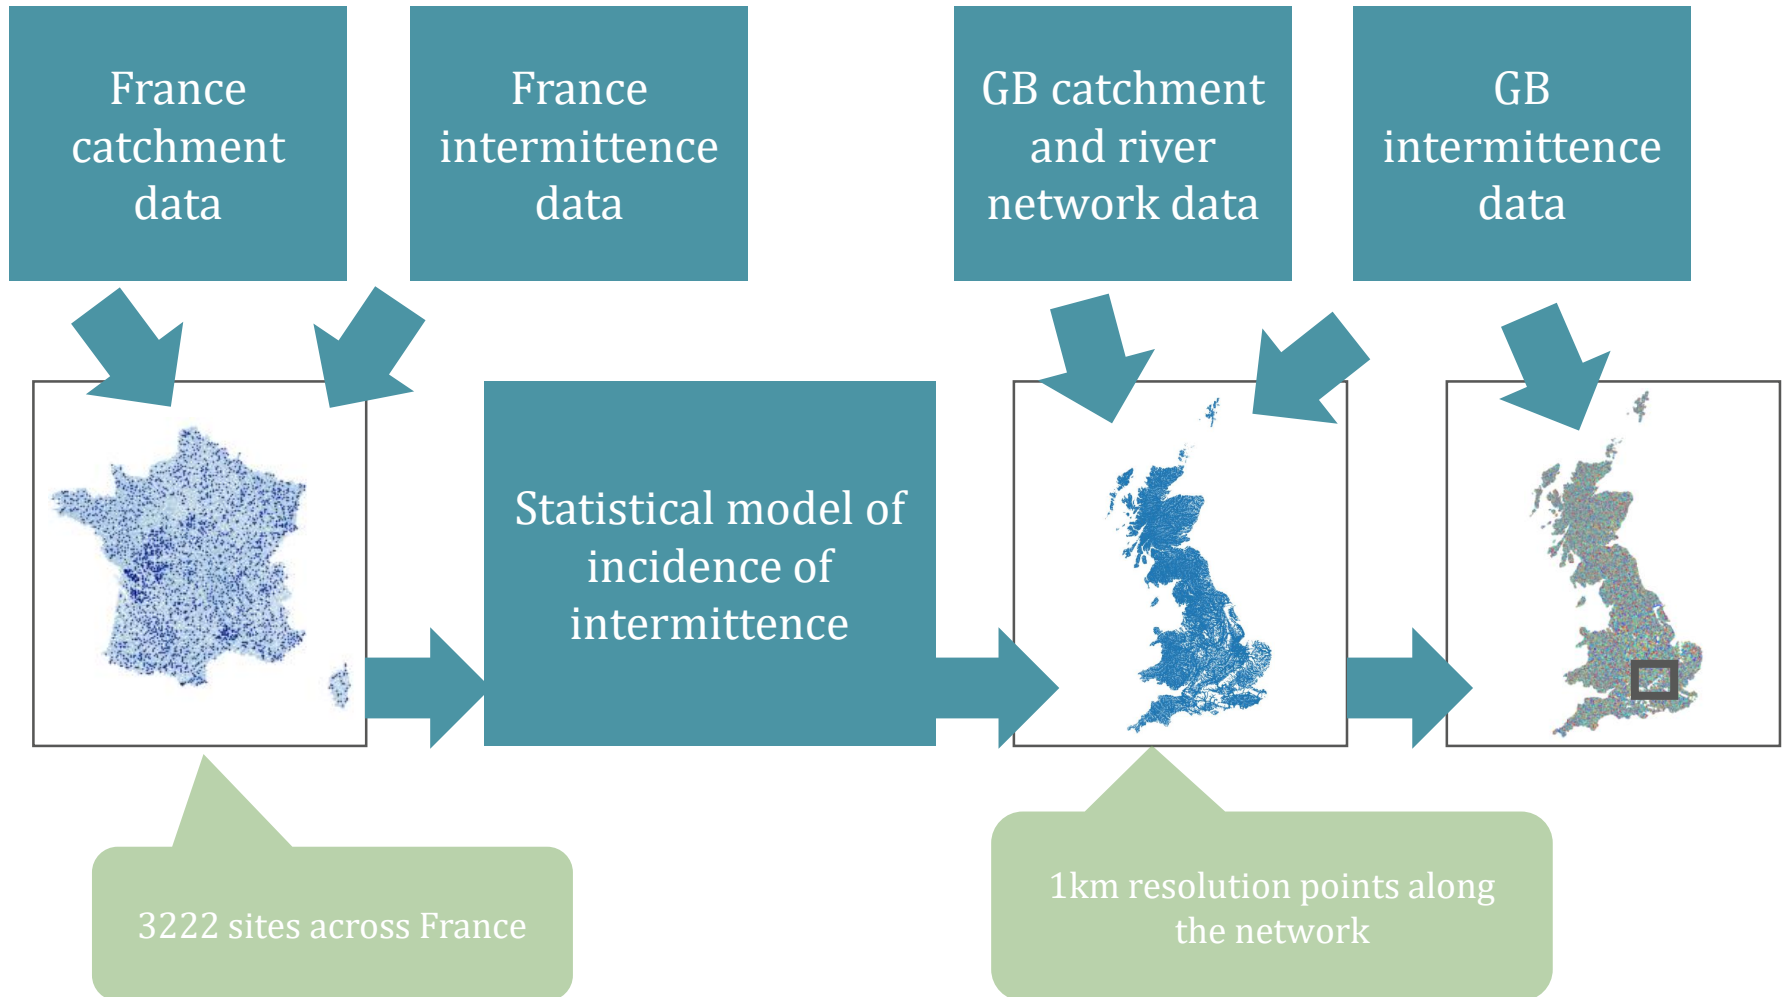 France
catchment
data
France
intermittence
data
GB catchment
and river
network data
GB
intermittence
data
Statistical model of
incidence of
intermittence
3222 sites across France
1km resolution points along
the network